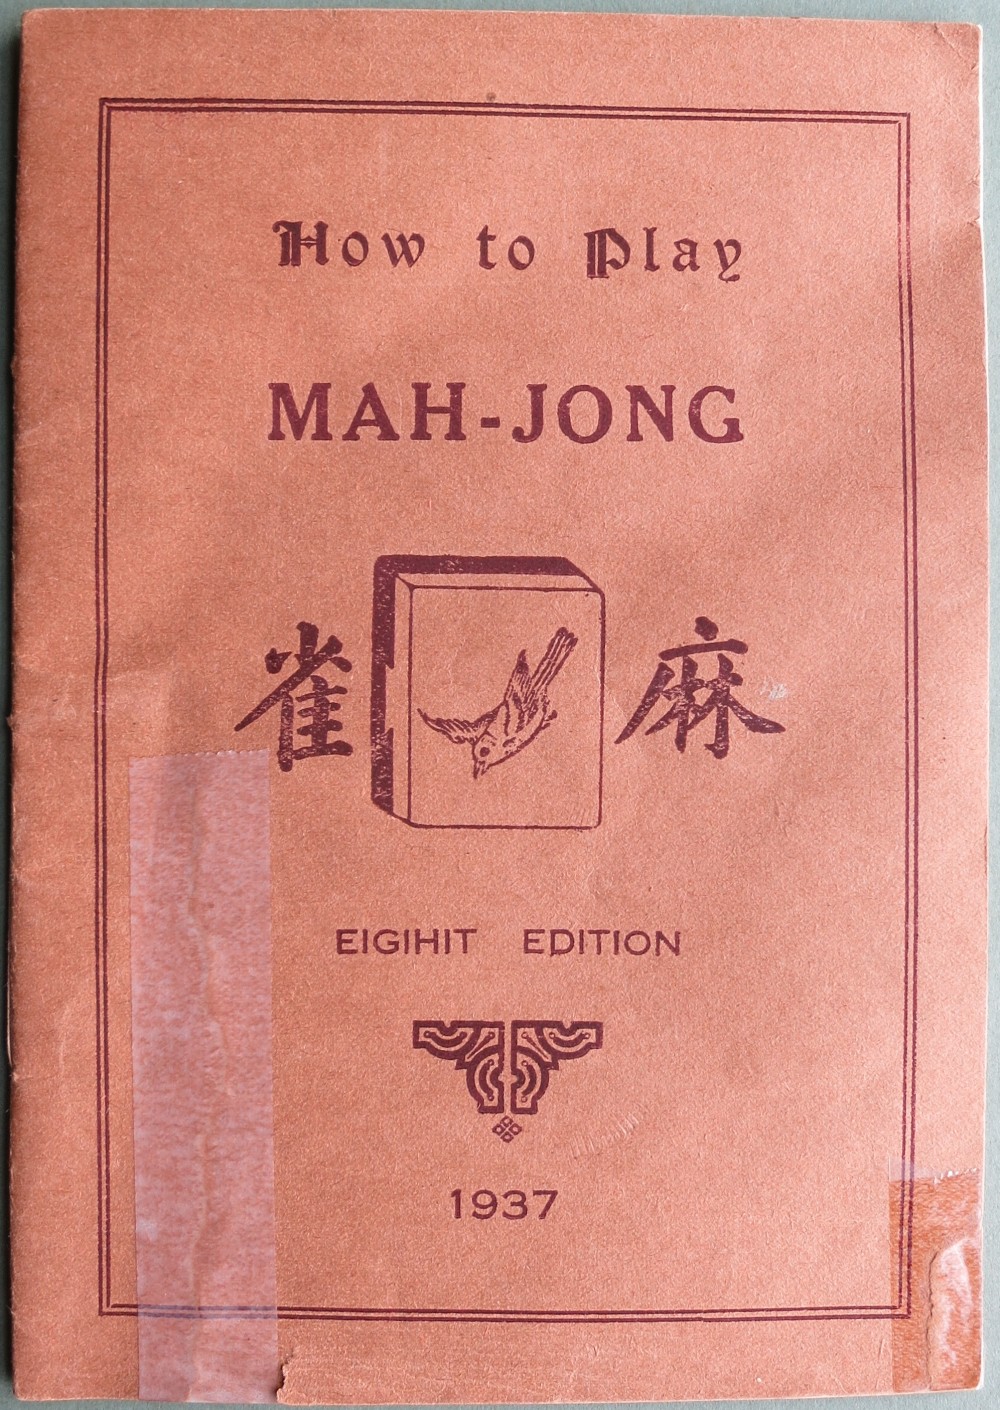 How to Play
MAH-JONG
雀 麻
EIGIHIT EDITION
1937